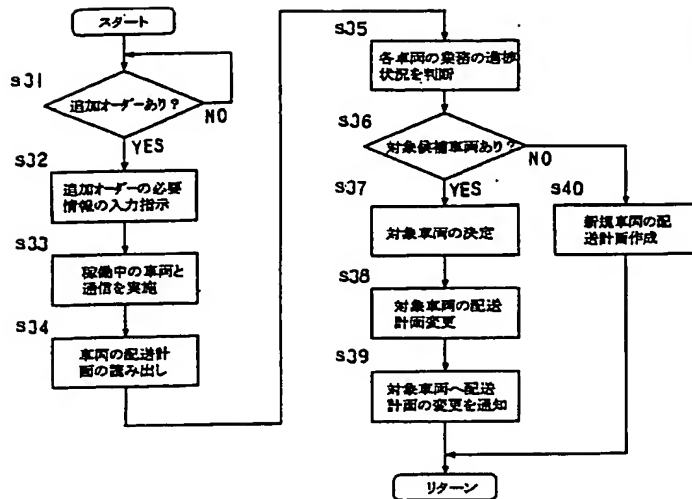 スタート
s31
追加オーダーあり?
NO
YES
s32
追加オーダーの必要
情報の入力指示
s33
稼働中の車両と
通信を実施
s34
車両の配送計
画の読み出し
s35
各車両の業務の進捗
状況を判断
s36
対象候補車両あり?
NO
YES
s37
対象車両の決定
s38
対象車両の配送
計画変更
s39
対象車両へ配送
計画の変更を通知
s40
新規車両の配
送計画作成
リターン